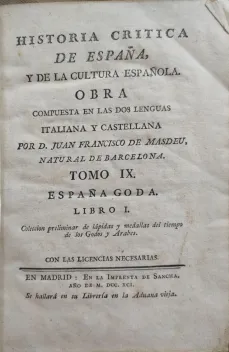 HISTORIA CRITICA
DE ESPAÑA,
Y DE LA CULTURA ESPAÑOLA.
OBRA
COMPUESTA EN LAS DOS LENGUAS
ITALIANA Y CASTELLANA
POR D. JUAN FRANCISCO DE MASDEU,
NATURAL DE BARCELONA.
TOMO IX.
ESPAÑA GODA.
LIBRO I.
Coleccion preliminar de lápidas y medallas del tiempo
de los Godos y Arabes.
CON LAS LICENCIAS NECESARIAS
EN MADRID: EN LA IMPRENTA DE SANCHA,
AÑO DE M. DCC. XCI.
Se hallará en su Librería en la Aduana vieja.